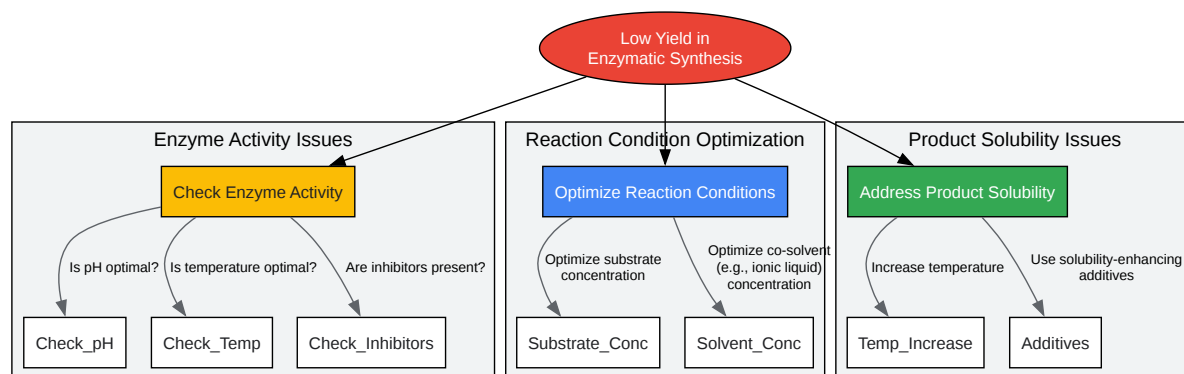 Low Yield in
Enzymatic Synthesis
Enzyme Activity Issues
Reaction Condition Optimization
Product Solubility Issues
Check Enzyme Activity
Optimize Reaction Conditions
Address Product Solubility
Is pH optimal?
Is temperature optimal?
Are inhibitors present?
Optimize substrate
concentration
Optimize co-solvent
(e.g., ionic liquid)
concentration
Increase temperature
Use solubility-enhancing
additives
Check_pH
Check_Temp
Check_Inhibitors
Substrate_Conc
Solvent_Conc
Temp_Increase
Additives